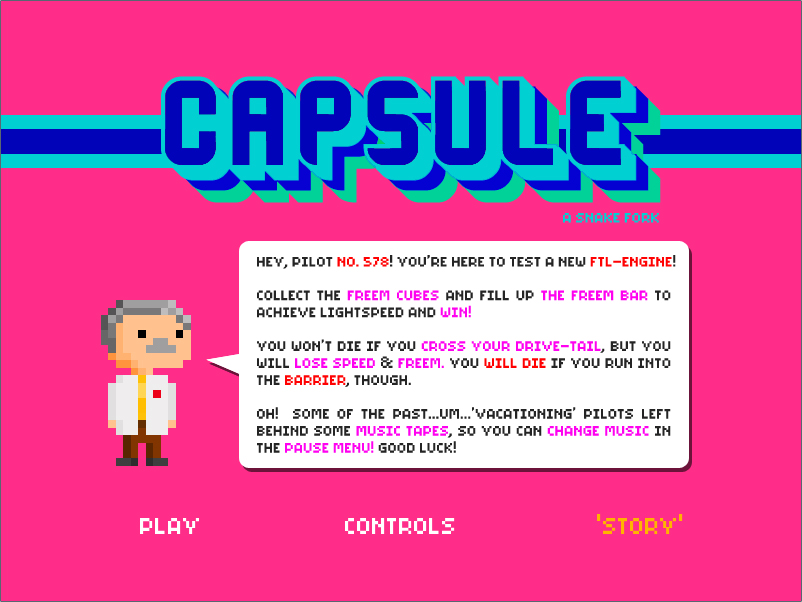 CAPSULE
A SNAKE FORK
HEY, PILOT NO. 378! YOU'RE HERE TO TEST A NEW FTL-ENGINE!
COLLECT THE FREEM CUBES AND FILL UP THE FREEM BAR TO
ACHIEVE LIGHTSPEED AND WIN!
YOU WON'T DIE IF YOU CROSS YOUR DRIVE-TAIL, BUT YOU
WILL LOSE SPEED & FREEM. YOU WILL DIE IF YOU RUN INTO
THE BARRIER, THOUGH.
OH! SOME OF THE PAST...UM...'VACATIONING' PILOTS LEFT
BEHIND SOME MUSIC TAPES, SO YOU CAN CHANGE MUSIC IN
THE PAUSE MENU! GOOD LUCK!
PLAY CONTROLS 'STORY'